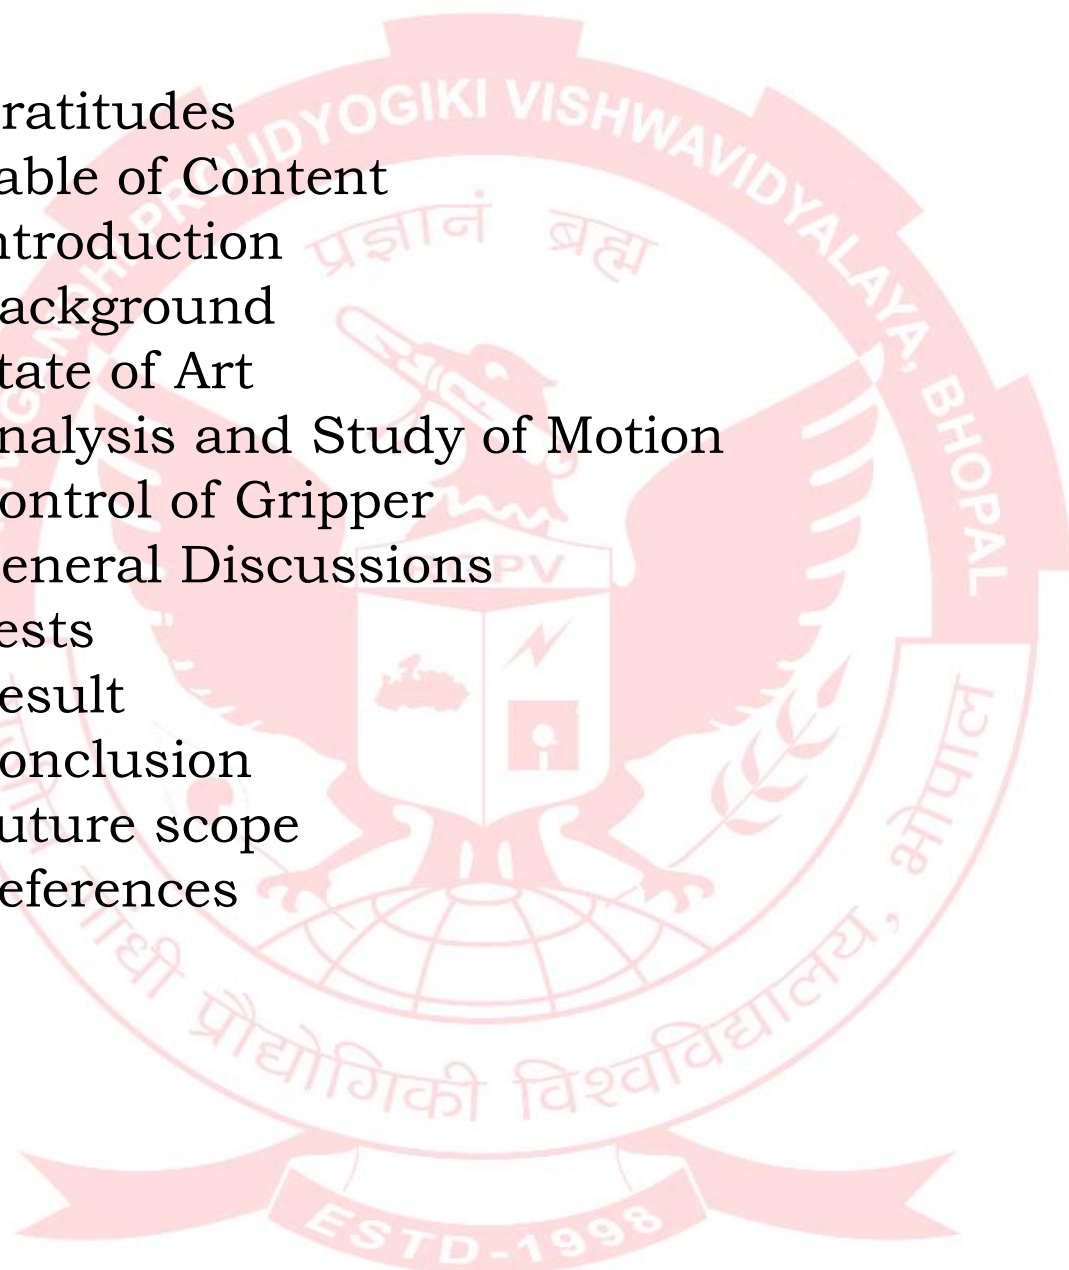 ratitudes
able of Content
ntroduction
ackground
tate of Art
nalysis and Study of Motion
ontrol of Gripper
eneral Discussions
ests
esult
onclusion
uture scope
eferences
PROUDYOGIKI VISHWAVIDYALAYA, BHOPAL
प्रज्ञानं ब्रह्म
PV
गांधी प्रौद्योगिकी विश्वविद्यालय, भोपाल
ESTD-1998